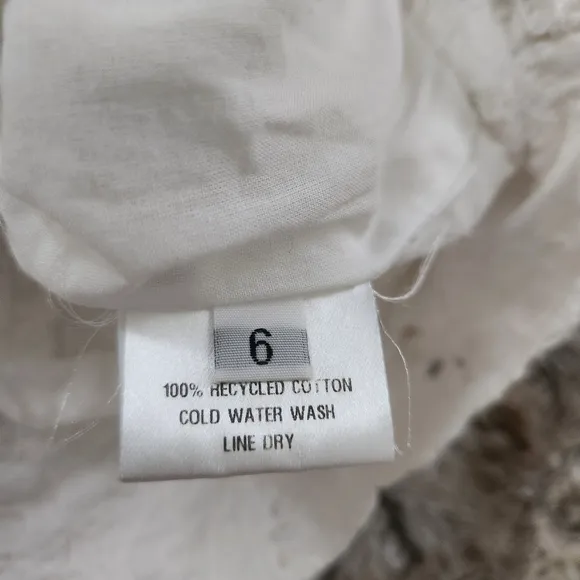 6
100% RECYCLED COTTON
COLD WATER WASH
LINE DRY